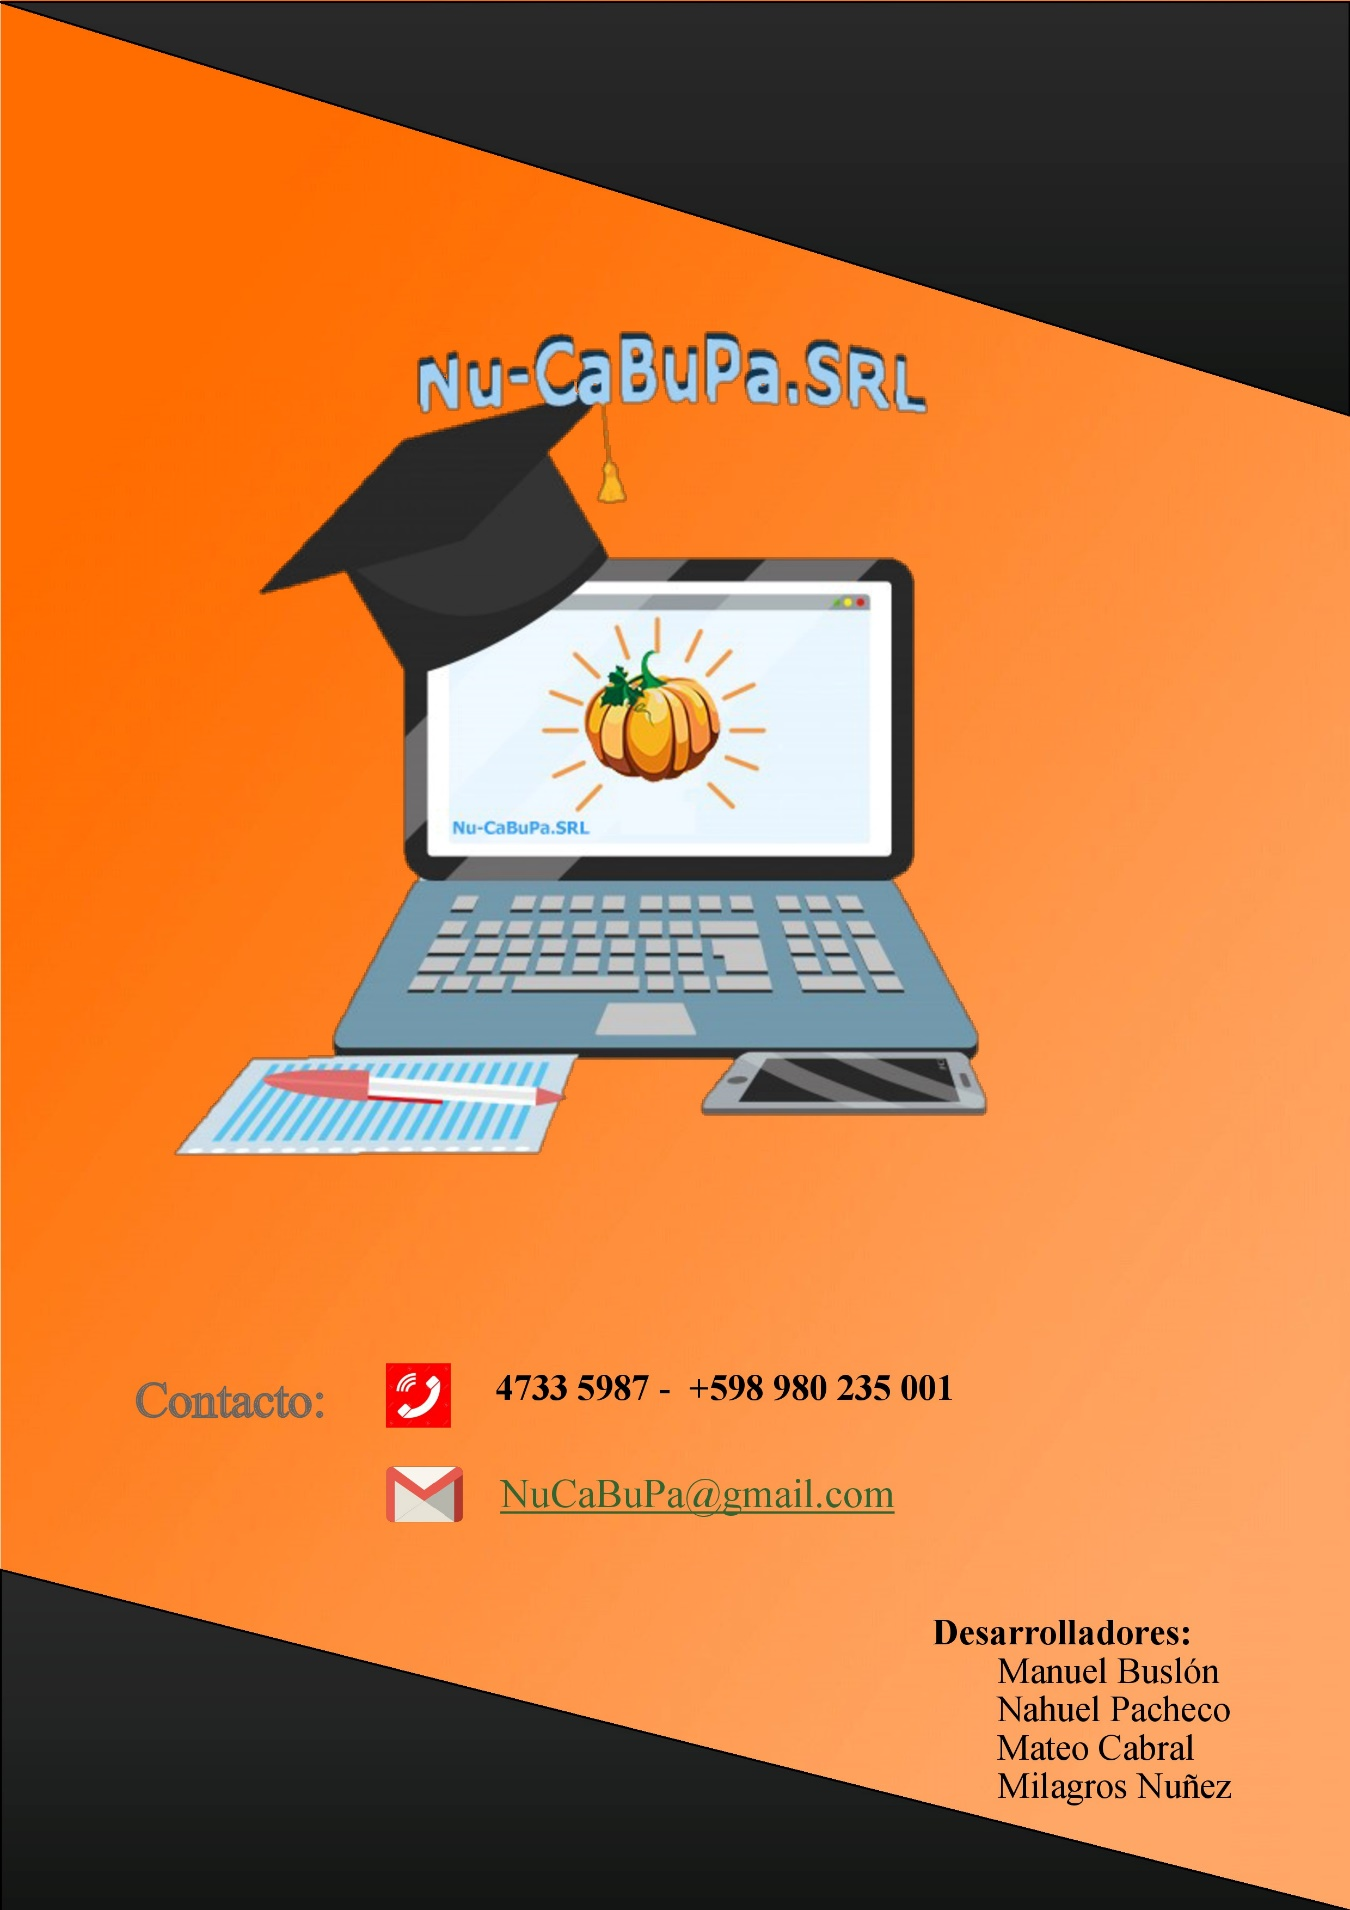 Nu-CaBuPa.SRL
Nu-CaBuPa.SRL
Contacto:
4733 5987 - +598 980 235 001
NuCaBuPa@gmail.com
Desarrolladores:
Manuel Buslón
Nahuel Pacheco
Mateo Cabral
Milagros Nuñez